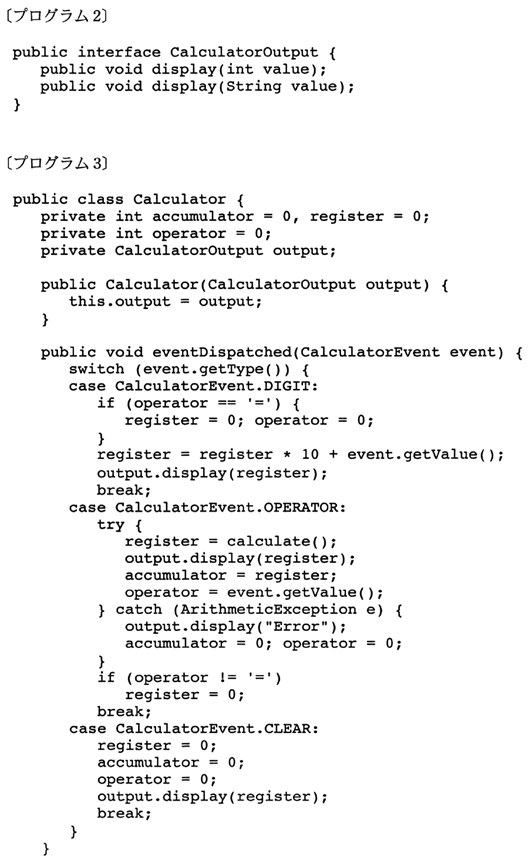 〔プログラム2〕
public interface CalculatorOutput {
   public void display(int value);
   public void display(String value);
}
〔プログラム3〕
public class Calculator {
   private int accumulator = 0, register = 0;
   private int operator = 0;
   private CalculatorOutput output;
   public Calculator(CalculatorOutput output) {
      this.output = output;
   }
   public void eventDispatched(CalculatorEvent event) {
      switch (event.getType()) {
      case CalculatorEvent.DIGIT:
         if (operator == '=') {
            register = 0; operator = 0;
         }
         register = register * 10 + event.getValue();
         output.display(register);
         break;
      case CalculatorEvent.OPERATOR:
         try {
            register = calculate();
            output.display(register);
            accumulator = register;
            operator = event.getValue();
         } catch (ArithmeticException e) {
            output.display("Error");
            accumulator = 0; operator = 0;
         }
         if (operator != '=')
            register = 0;
         break;
      case CalculatorEvent.CLEAR:
         register = 0;
         accumulator = 0;
         operator = 0;
         output.display(register);
         break;
      }
   }